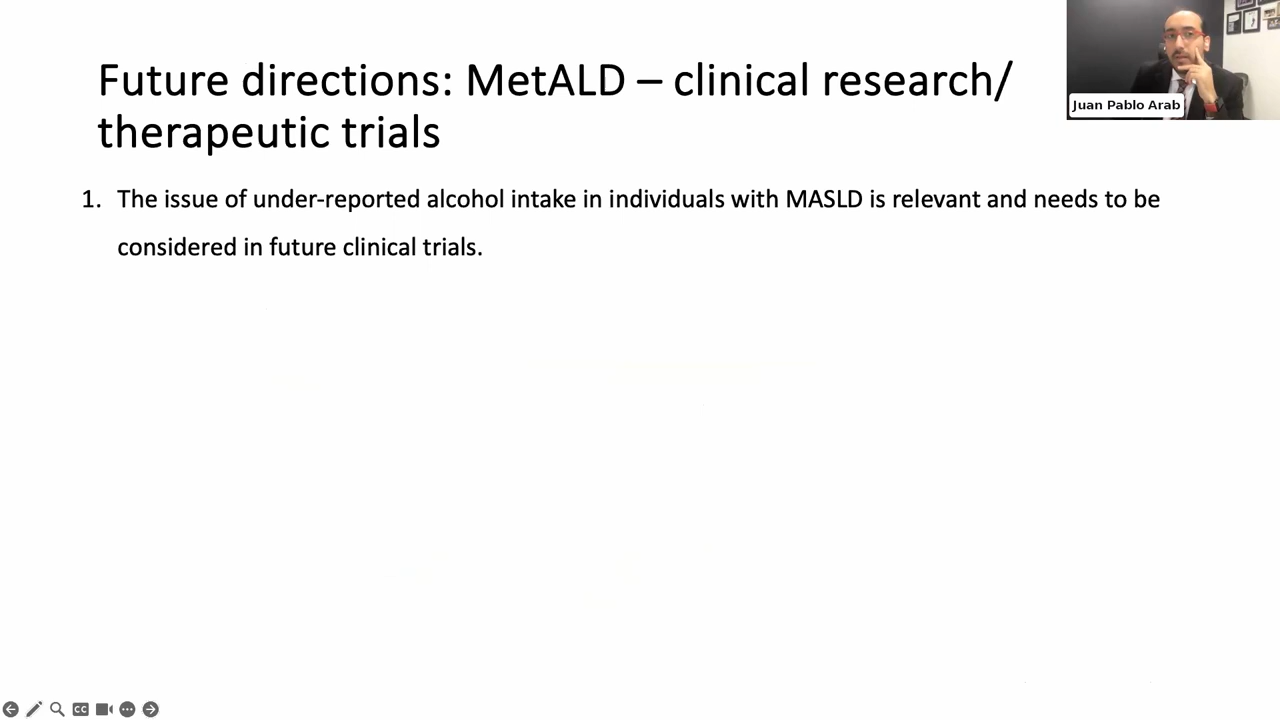 Future directions: MetALD – clinical research/
therapeutic trials
Juan Pablo Arab
1. The issue of under-reported alcohol intake in individuals with MASLD is relevant and needs to be
considered in future clinical trials.
CC